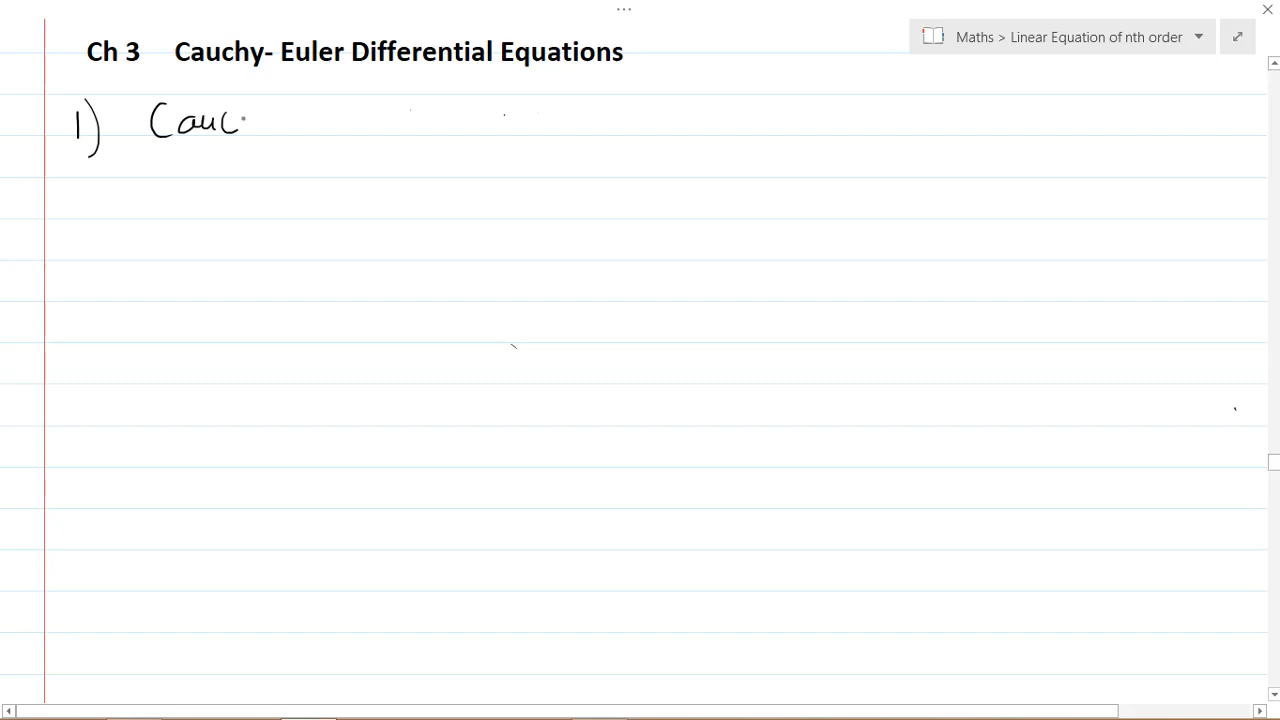 Maths > Linear Equation of nth order
Ch 3 Cauchy- Euler Differential Equations
1) Cauc